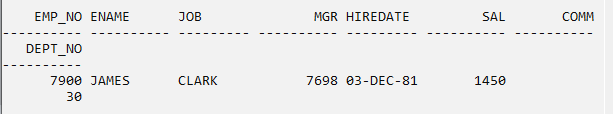 EMP_NO ENAME JOB MGR HIREDATE SAL COMM
---------- ---------- --------- ---------- --------- ---------- ----------
DEPT_NO
----------
7900 JAMES CLARK 7698 03-DEC-81 1450
30